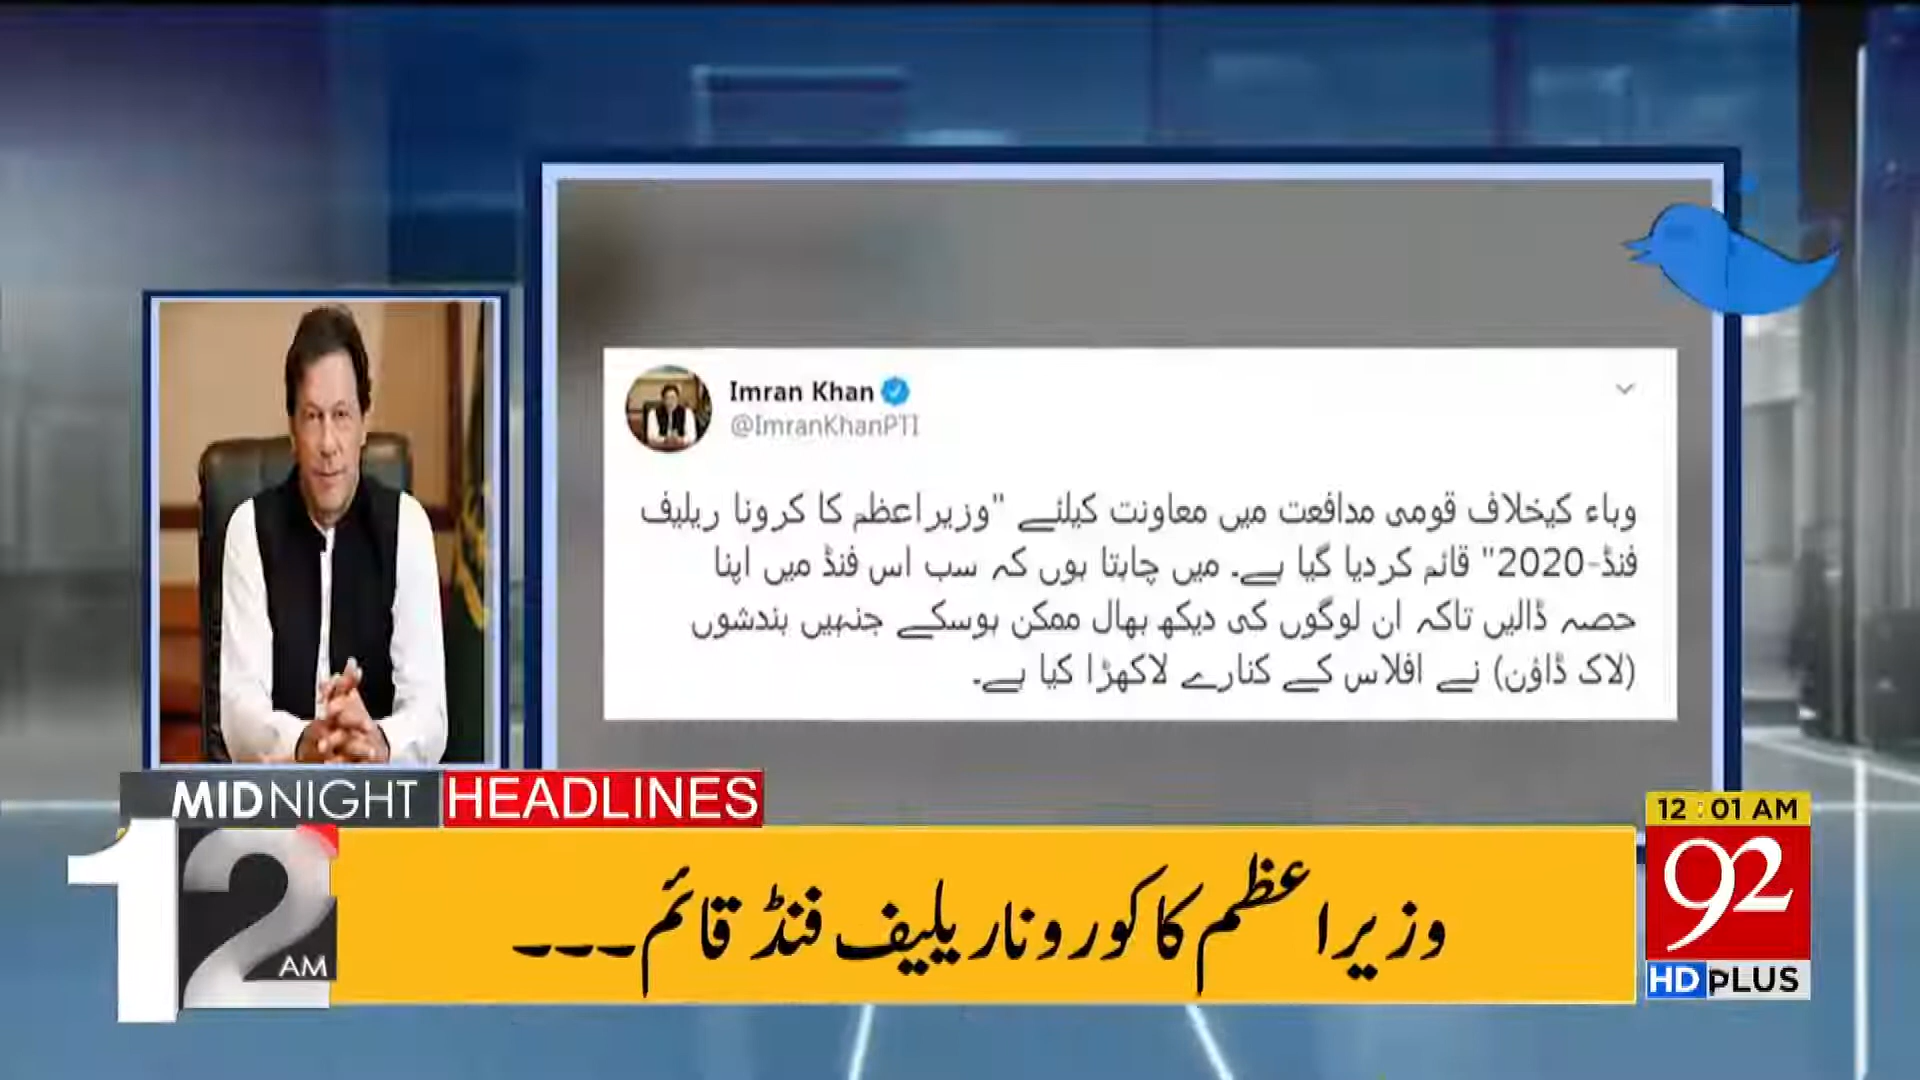 Imran Khan
@ImranKhanPTI
وباء کیخلاف قومی مدافعت میں معاونت کیلئے "وزیراعظم کا کرونا ریلیف
فنڈ-2020" قائم کردیا گیا ہے۔ میں چاہتا ہوں کہ سب اس فنڈ میں اپنا
حصہ ڈالیں تاکہ ان لوگوں کی دیکھ بھال ممکن ہوسکے جنہیں بندشوں
(لاک ڈاؤن) نے افلاس کے کنارے لاکھڑا کیا ہے۔
MIDNIGHT HEADLINES
12 AM
وزیراعظم کا کورونا ریلیف فنڈ قائم ۔۔۔
12:01 AM
92
HD PLUS